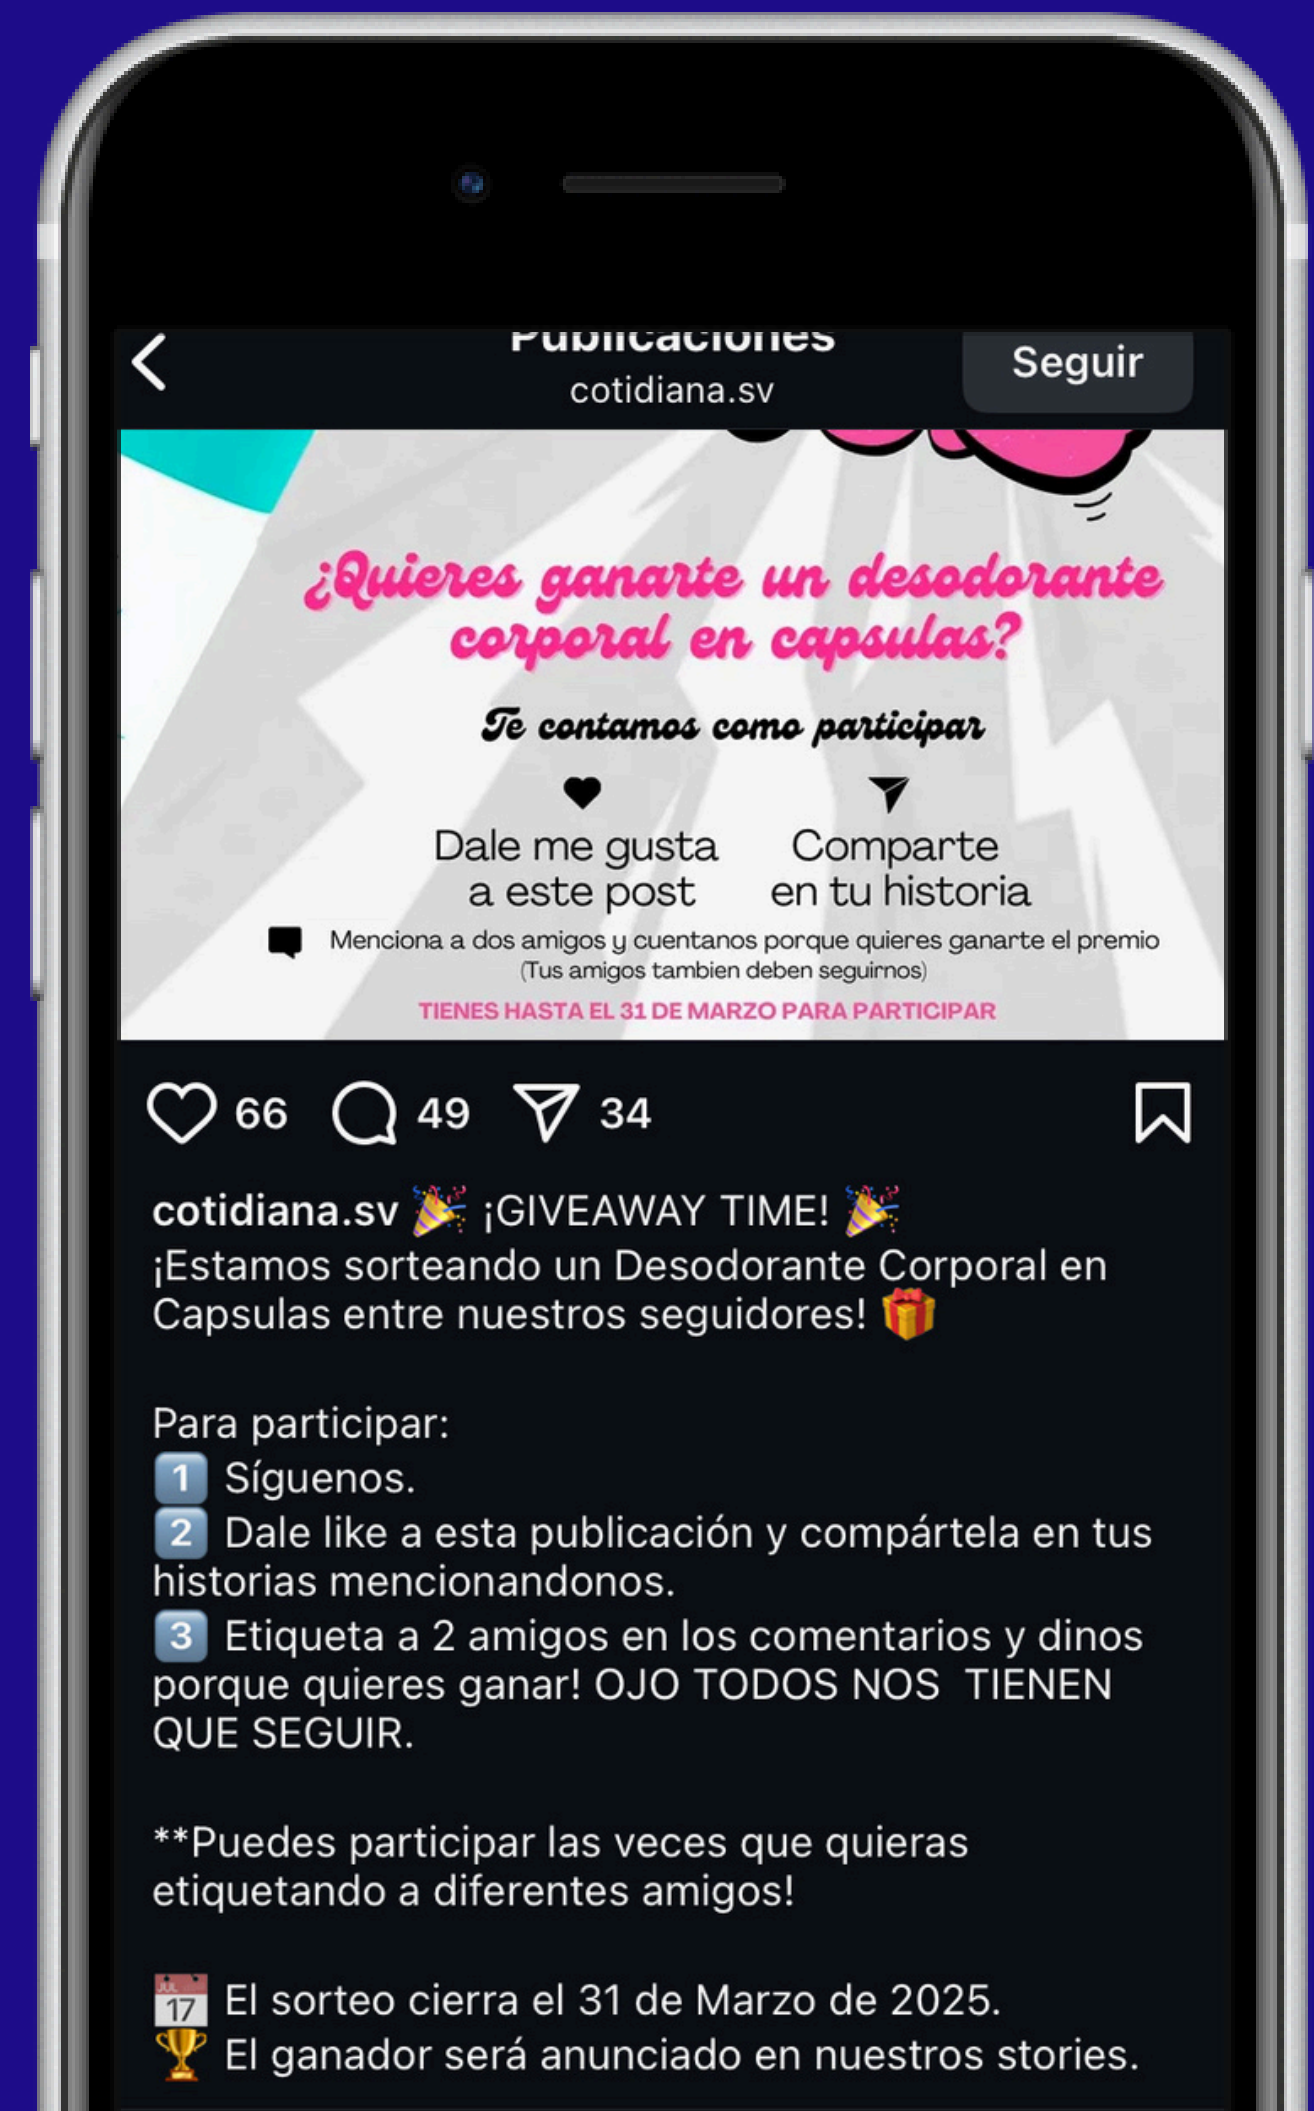 Publicaciones
cotidiana.sv
Seguir
¿Quieres ganarte un desodorante
corporal en capsulas?
Te contamos como participar
Dale me gusta
a este post
Comparte
en tu historia
Menciona a dos amigos y cuentanos porque quieres ganarte el premio
(Tus amigos tambien deben seguirnos)
TIENES HASTA EL 31 DE MARZO PARA PARTICIPAR
66 49 34
cotidiana.sv 🎉 ¡GIVEAWAY TIME! 🎉
¡Estamos sorteando un Desodorante Corporal en
Capsulas entre nuestros seguidores! 🎁
Para participar:
1️⃣ Síguenos.
2️⃣ Dale like a esta publicación y compártela en tus
historias mencionandonos.
3️⃣ Etiqueta a 2 amigos en los comentarios y dinos
porque quieres ganar! OJO TODOS NOS  TIENEN
QUE SEGUIR.
**Puedes participar las veces que quieras
etiquetando a diferentes amigos!
📅 El sorteo cierra el 31 de Marzo de 2025.
🏆 El ganador será anunciado en nuestros stories.